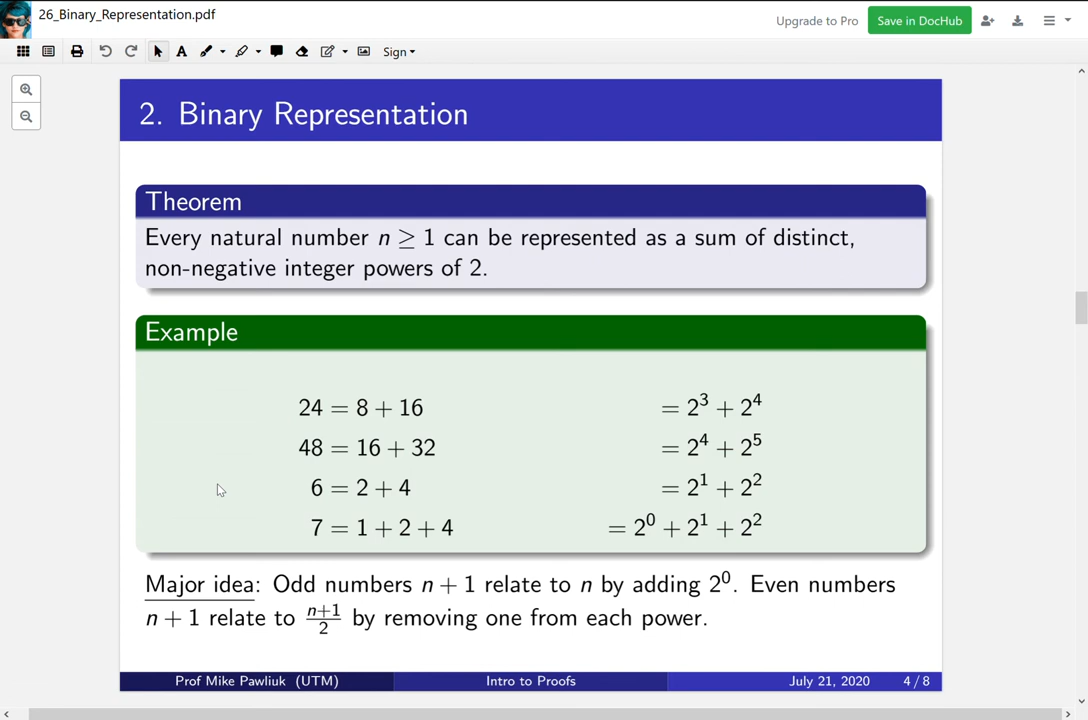 26_Binary_Representation.pdf
Upgrade to Pro
Save in DocHub
A
Sign
2. Binary Representation
Theorem
Every natural number n ≥ 1 can be represented as a sum of distinct,
non-negative integer powers of 2.
Example
24 = 8 + 16 = 2³ + 2⁴
48 = 16 + 32 = 2⁴ + 2⁵
6 = 2 + 4 = 2¹ + 2²
7 = 1 + 2 + 4 = 2⁰ + 2¹ + 2²
Major idea: Odd numbers n + 1 relate to n by adding 2⁰. Even numbers
n + 1 relate to (n+1)/2 by removing one from each power.
Prof Mike Pawliuk (UTM) Intro to Proofs July 21, 2020 4 / 8